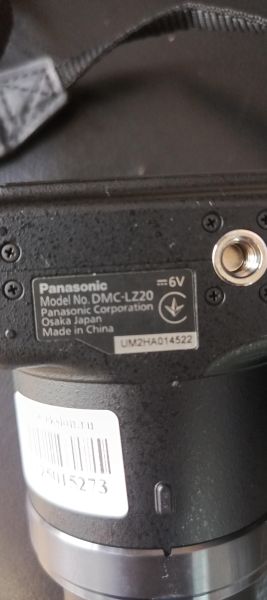 Panasonic
⎓6V
Model No. DMC-LZ20
Panasonic Corporation
Osaka Japan
Made in China
UM2HA014522